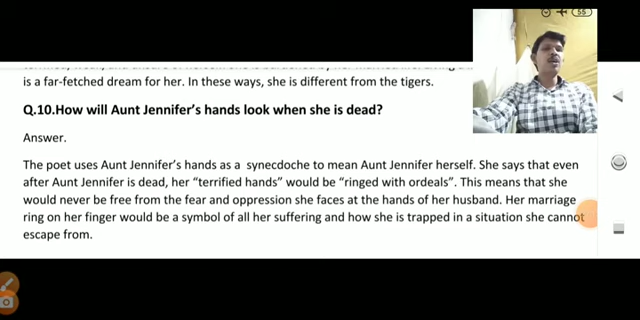 55
is a far-fetched dream for her. In these ways, she is different from the tigers.
Q.10.How will Aunt Jennifer's hands look when she is dead?
Answer.
The poet uses Aunt Jennifer's hands as a  synecdoche to mean Aunt Jennifer herself. She says that even
after Aunt Jennifer is dead, her “terrified hands” would be “ringed with ordeals”. This means that she
would never be free from the fear and oppression she faces at the hands of her husband. Her marriage
ring on her finger would be a symbol of all her suffering and how she is trapped in a situation she cannot
escape from.